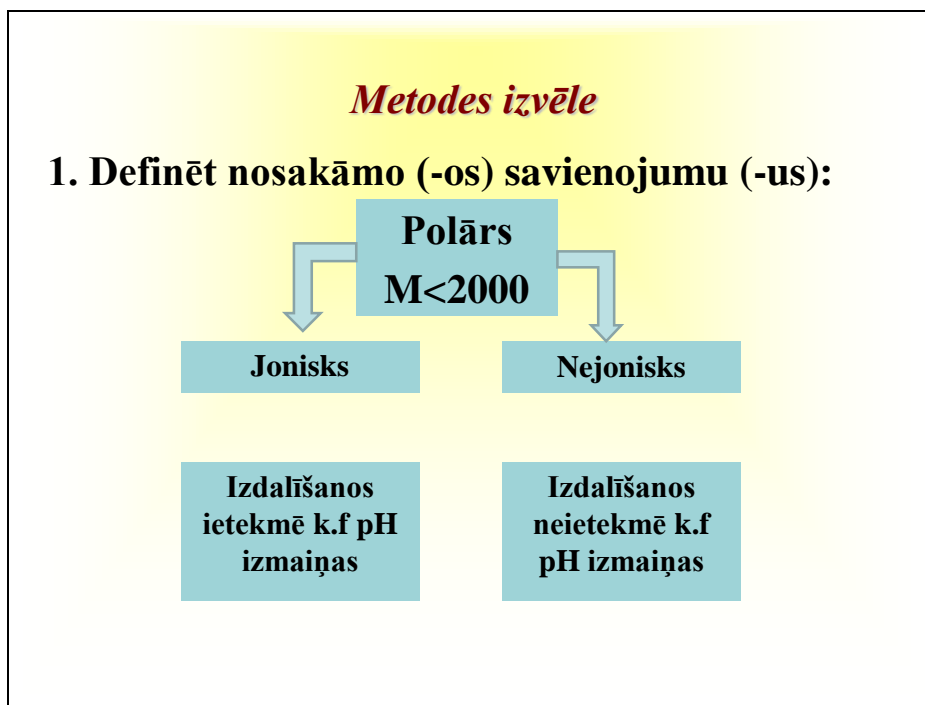 Metodes izvēle
1. Definēt nosakāmo (-os) savienojumu (-us):
Polārs
M<2000
Jonisks
Nejonisks
Izdalīšanos
ietekmē k.f pH
izmaiņas
Izdalīšanos
neietekmē k.f
pH izmaiņas